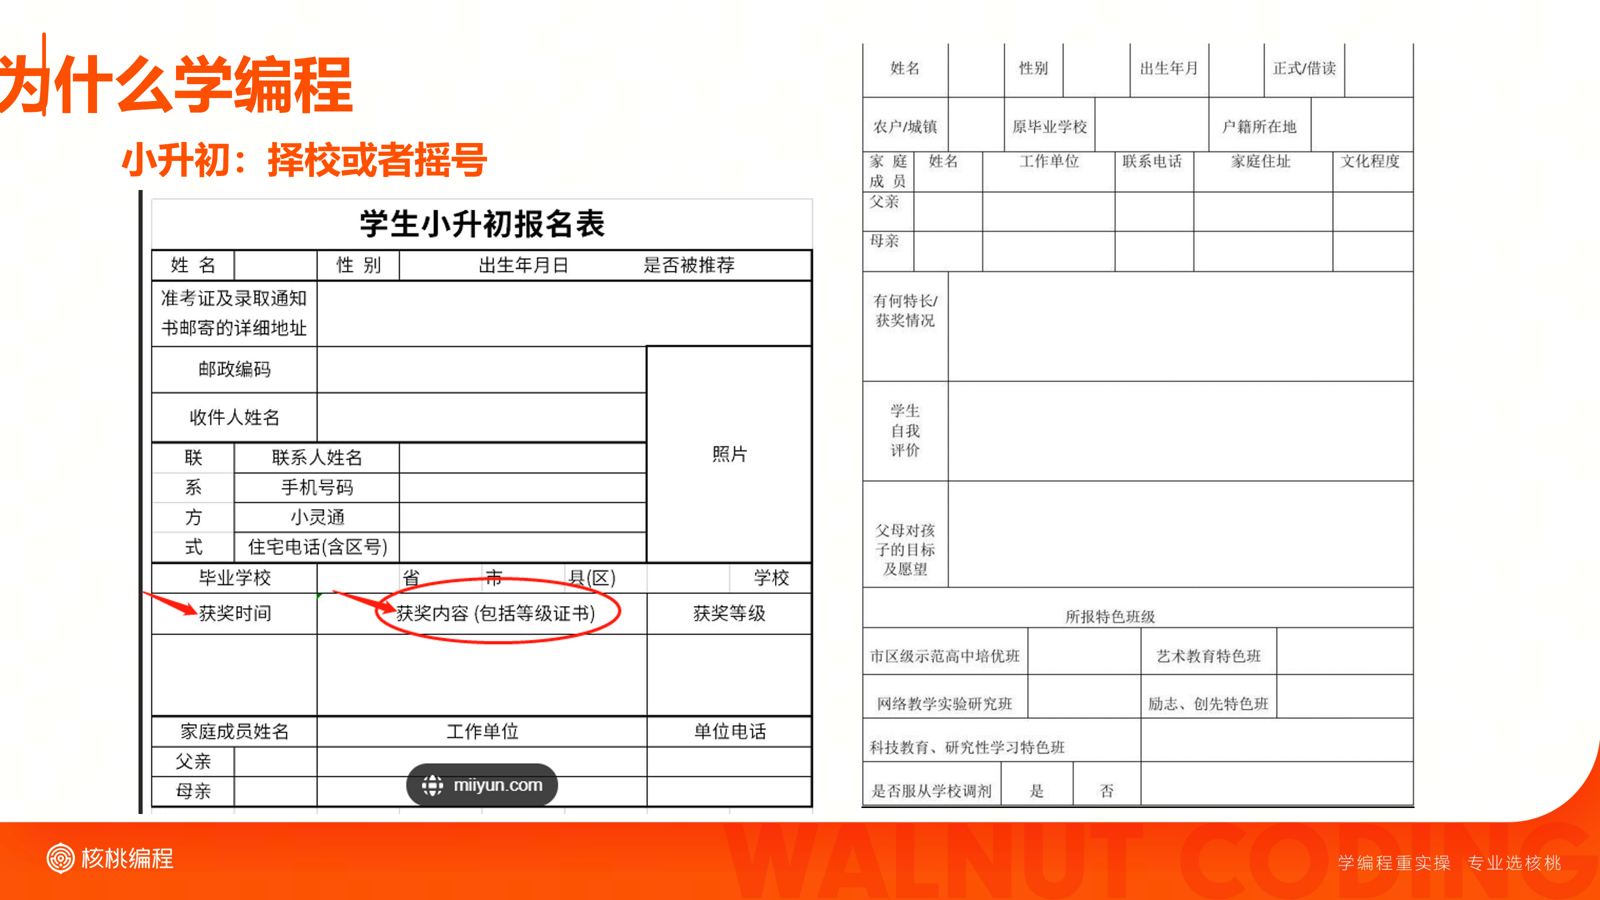 为什么学编程
小升初：择校或者摇号
学生小升初报名表
姓 名 性 别 出生年月日 是否被推荐
准考证及录取通知
书邮寄的详细地址
邮政编码
收件人姓名
照片
联 联系人姓名
系 手机号码
方 小灵通
式 住宅电话(含区号)
毕业学校 省 市 县(区) 学校
获奖时间 获奖内容 (包括等级证书) 获奖等级
家庭成员姓名 工作单位 单位电话
父亲
母亲
miiyun.com
姓名 性别 出生年月 正式/借读
农户/城镇 原毕业学校 户籍所在地
家 庭 姓名 工作单位 联系电话 家庭住址 文化程度
成 员
父亲
母亲
有何特长/
获奖情况
学生
自我
评价
父母对孩
子的目标
及愿望
所报特色班级
市区级示范高中培优班 艺术教育特色班
网络教学实验研究班 励志、创先特色班
科技教育、研究性学习特色班
是否服从学校调剂 是 否
核桃编程
WALNUT CODING
学编程重实操 专业选核桃